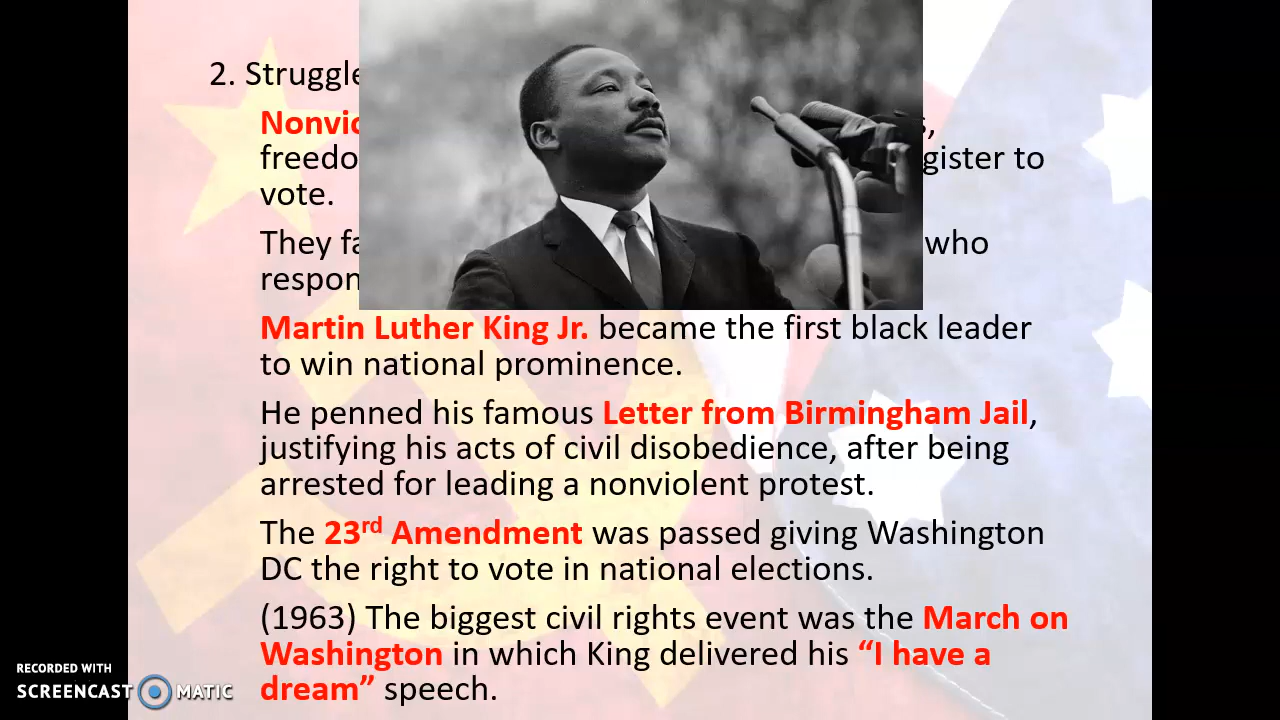 2. Struggle
Nonvio
freedo gister to
vote.
They fa who
respon
Martin Luther King Jr. became the first black leader
to win national prominence.
He penned his famous Letter from Birmingham Jail,
justifying his acts of civil disobedience, after being
arrested for leading a nonviolent protest.
The 23rd Amendment was passed giving Washington
DC the right to vote in national elections.
(1963) The biggest civil rights event was the March on
Washington in which King delivered his “I have a
dream” speech.
RECORDED WITH
SCREENCAST MATIC